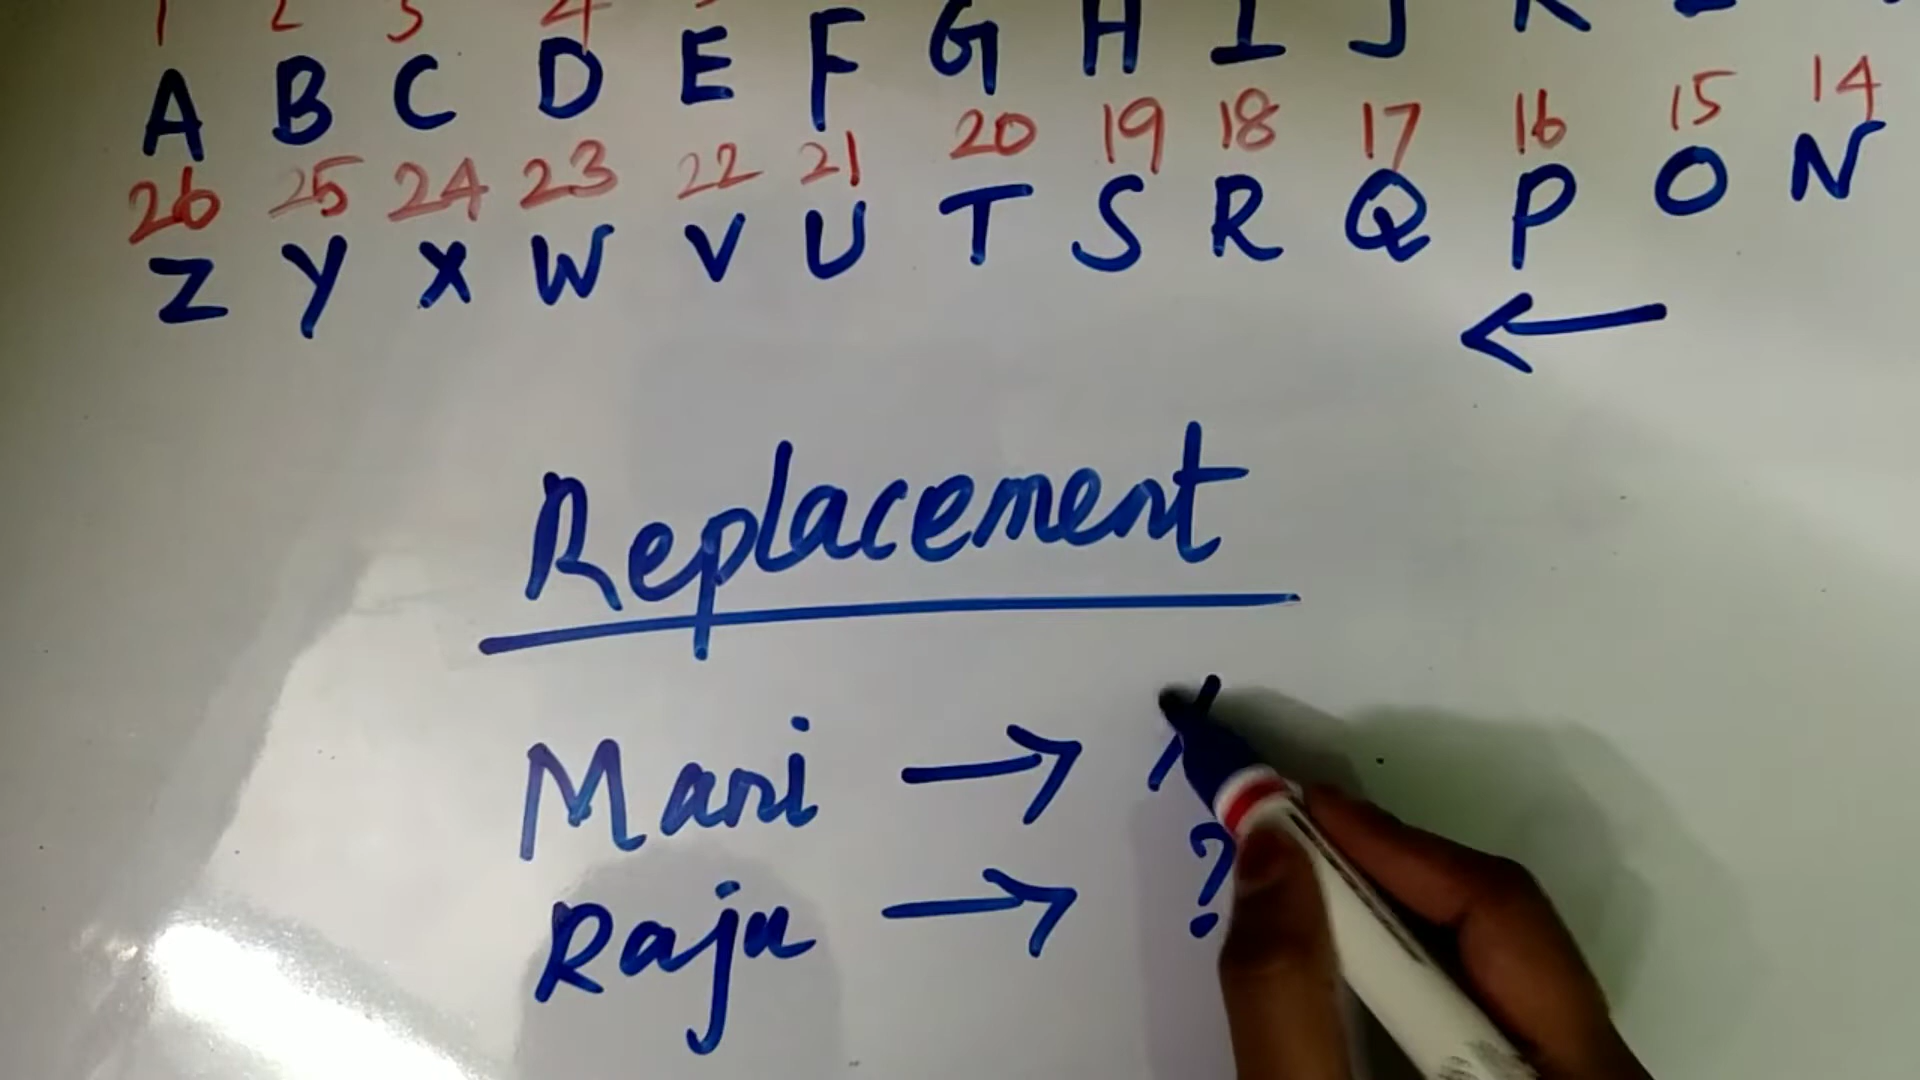 1 2 3 4
A B C D E F G H I J K
26 25 24 23 22 21 20 19 18 17 16 15 14
Z Y X W V U T S R Q P O N
Replacement
Mani →
Raju → ?